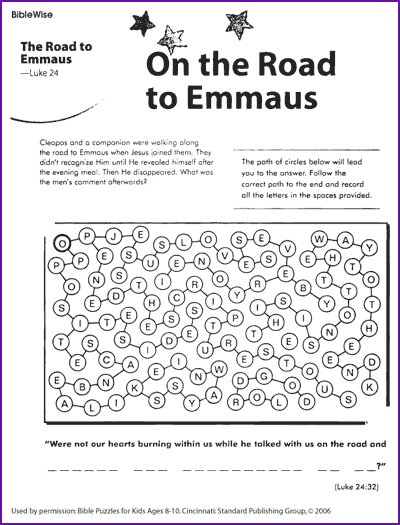 BibleWise
The Road to
Emmaus
—Luke 24
On the Road
to Emmaus
Cleopas and a companion were walking along
the road to Emmaus when Jesus joined them. They
didn't recognize Him until He revealed himself after
the evening meal. Then He disappeared. What was
the men's comment afterwards?
The path of circles below will lead
you to the answer. Follow the
correct path to the end and record
all the letters in the spaces provided.
O P J E S L O S E V W A Y
"Were not our hearts burning within us while he talked with us on the road and
?"
(Luke 24:32)
Used by permission: Bible Puzzles for Kids Ages 8-10. Cincinnati: Standard Publishing Group, © 2006